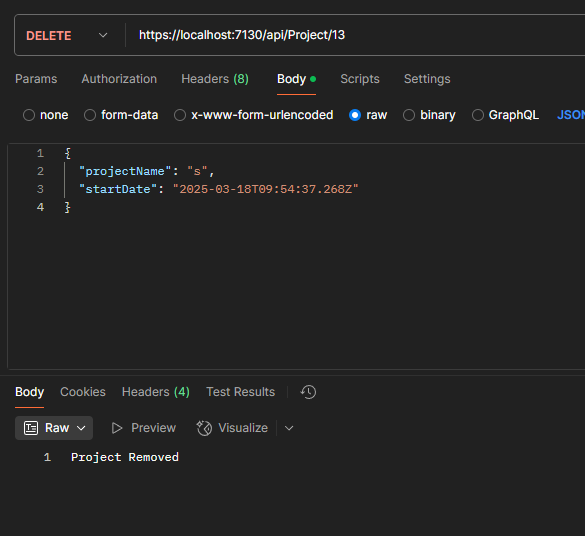 DELETE https://localhost:7130/api/Project/13
Params Authorization Headers (8) Body Scripts Settings
none form-data x-www-form-urlencoded raw binary GraphQL
1 {
2 "projectName": "s",
3 "startDate": "2025-03-18T09:54:37.268Z"
4 }
Body Cookies Headers (4) Test Results
Raw Preview Visualize
1 Project Removed